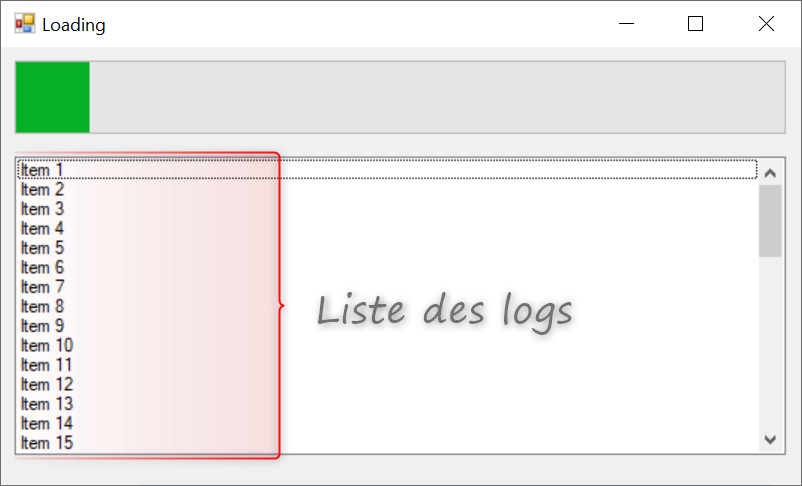 Loading
Item 1
Item 2
Item 3
Item 4
Item 5
Item 6
Item 7
Item 8
Item 9
Item 10
Item 11
Item 12
Item 13
Item 14
Item 15
Liste des logs